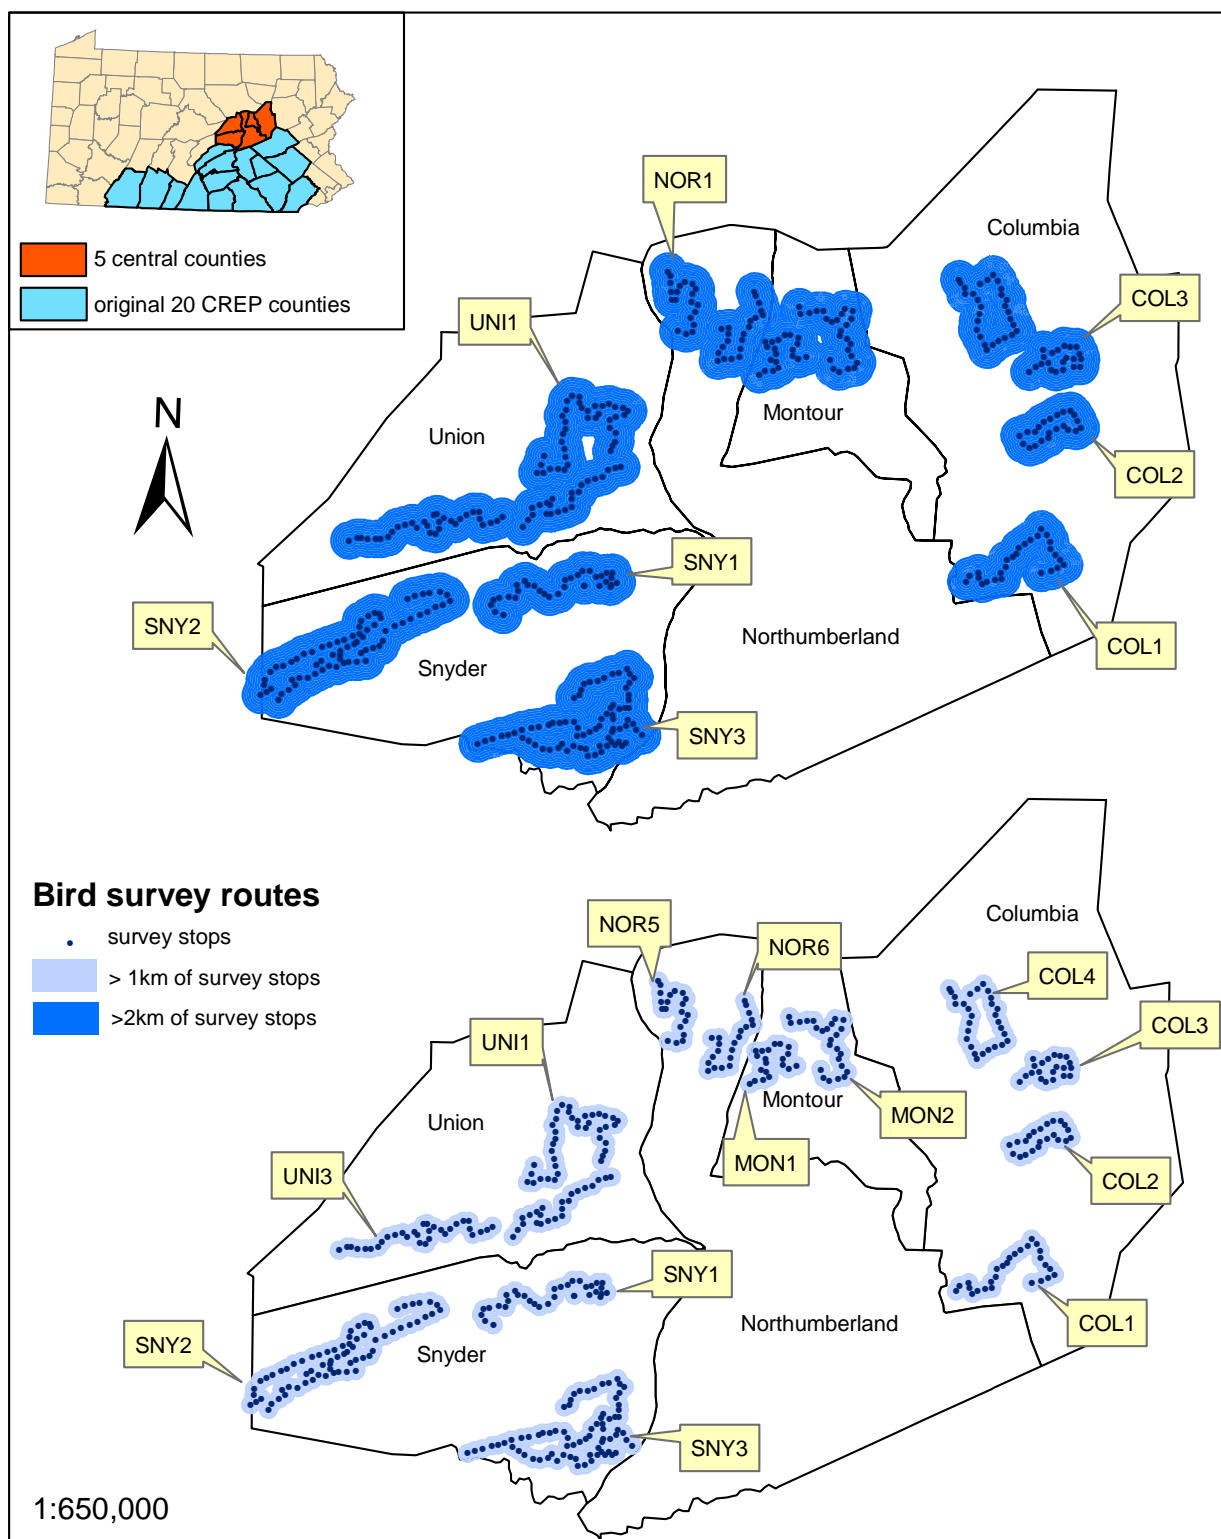 5 central counties
original 20 CREP counties
NOR1
Columbia
COL3
UNI1
N
Montour
Union
COL2
SNY1
SNY2
Northumberland
COL1
Snyder
SNY3
Bird survey routes
survey stops
> 1km of survey stops
>2km of survey stops
NOR5
Columbia
NOR6
COL4
COL3
UNI1
Montour
MON2
Union
MON1
COL2
UNI3
SNY1
COL1
Northumberland
SNY2
Snyder
SNY3
1:650,000